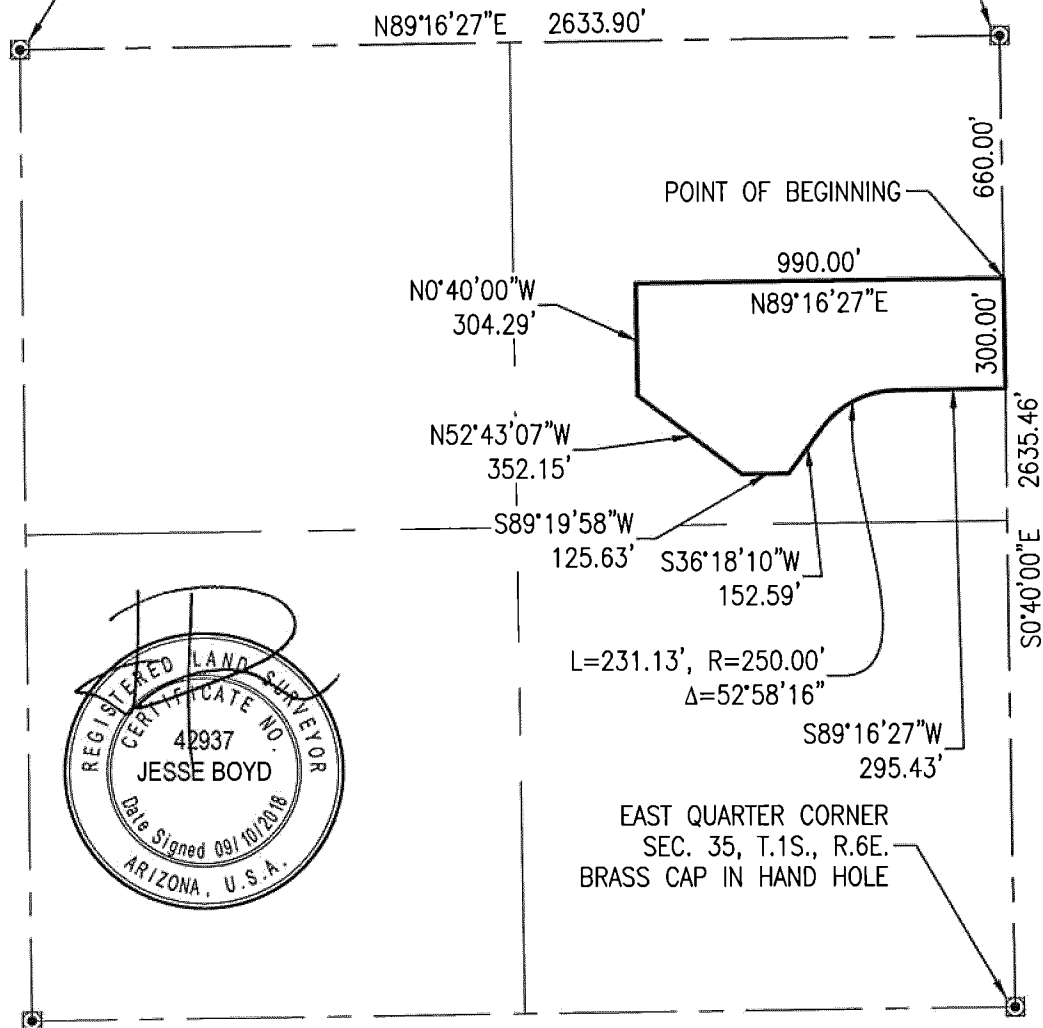 N89°16'27"E 2633.90'
660.00'
POINT OF BEGINNING
990.00'
N89°16'27"E
300.00'
N0°40'00"W
304.29'
N52°43'07"W
352.15'
2635.46'
S0°40'00"E
S89°19'58"W
125.63'
S36°18'10"W
152.59'
L=231.13', R=250.00'
Δ=52°58'16"
S89°16'27"W
295.43'
EAST QUARTER CORNER
SEC. 35, T.1S., R.6E.
BRASS CAP IN HAND HOLE
REGISTERED LAND SURVEYOR
CERTIFICATE NO.
42937
JESSE BOYD
Date Signed 09/10/2018
ARIZONA, U.S.A.